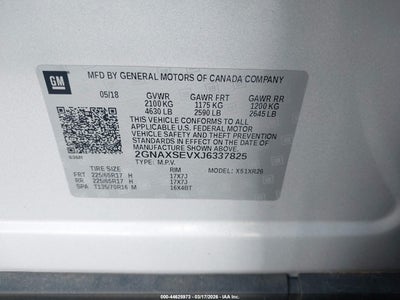 GM
MFD BY GENERAL MOTORS OF CANADA COMPANY
05/18 GVWR GAWR FRT GAWR RR
2100 KG 1175 KG 1200 KG
4630 LB 2590 LB 2645 LB
THIS VEHICLE CONFORMS TO ALL APPLICABLE U.S. FEDERAL MOTOR
VEHICLE SAFETY AND THEFT PREVENTION STANDARDS IN EFFECT ON THE
DATE OF MANUFACTURE SHOWN ABOVE.
2GNAXSEVXJ6337825
TYPE: M.P.V. X51XR26
TIRE SIZE RIM
FRT 225/65R17 H 17X7J
RR 225/65R17 H 17X7J
SPA T135/70R16 M 16X4BT
000-44629973 - 03/17/2026 - IAA, Inc.